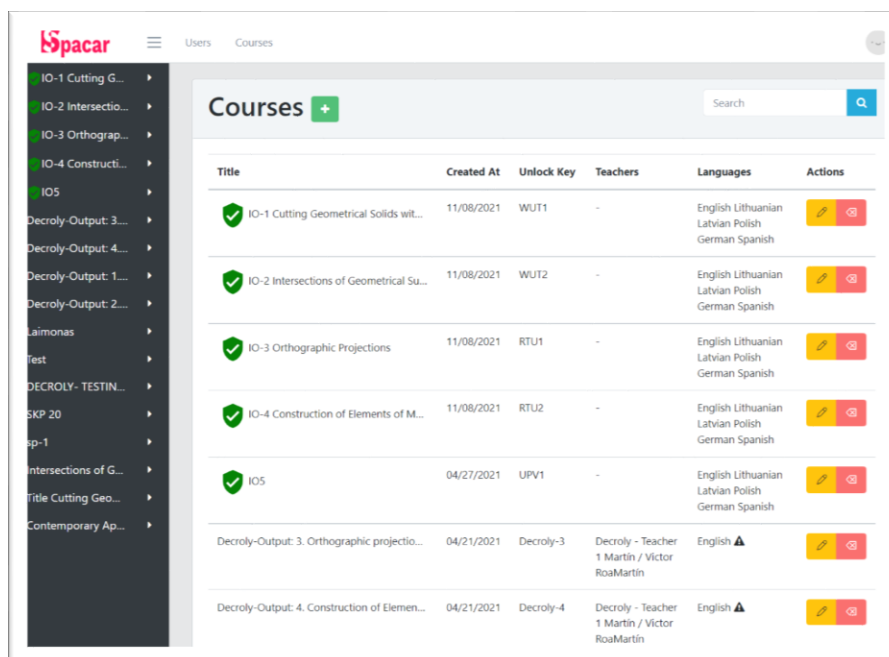 Spacar
Users Courses
IO-1 Cutting G...
IO-2 Intersectio...
IO-3 Orthograp...
IO-4 Constructi...
IO5
Decroly-Output: 3....
Decroly-Output: 4....
Decroly-Output: 1....
Decroly-Output: 2....
Laimonas
Test
DECROLY- TESTIN...
SKP 20
sp-1
Intersections of G...
Title Cutting Geo...
Contemporary Ap...
Courses +
Search
Title Created At Unlock Key Teachers Languages Actions
IO-1 Cutting Geometrical Solids wit... 11/08/2021 WUT1 - English Lithuanian
Latvian Polish
German Spanish
IO-2 Intersections of Geometrical Su... 11/08/2021 WUT2 - English Lithuanian
Latvian Polish
German Spanish
IO-3 Orthographic Projections 11/08/2021 RTU1 - English Lithuanian
Latvian Polish
German Spanish
IO-4 Construction of Elements of M... 11/08/2021 RTU2 - English Lithuanian
Latvian Polish
German Spanish
IO5 04/27/2021 UPV1 - English Lithuanian
Latvian Polish
German Spanish
Decroly-Output: 3. Orthographic projectio... 04/21/2021 Decroly-3 Decroly - Teacher English
1 Martín / Victor
RoaMartín
Decroly-Output: 4. Construction of Elemen... 04/21/2021 Decroly-4 Decroly - Teacher English
1 Martín / Victor
RoaMartín